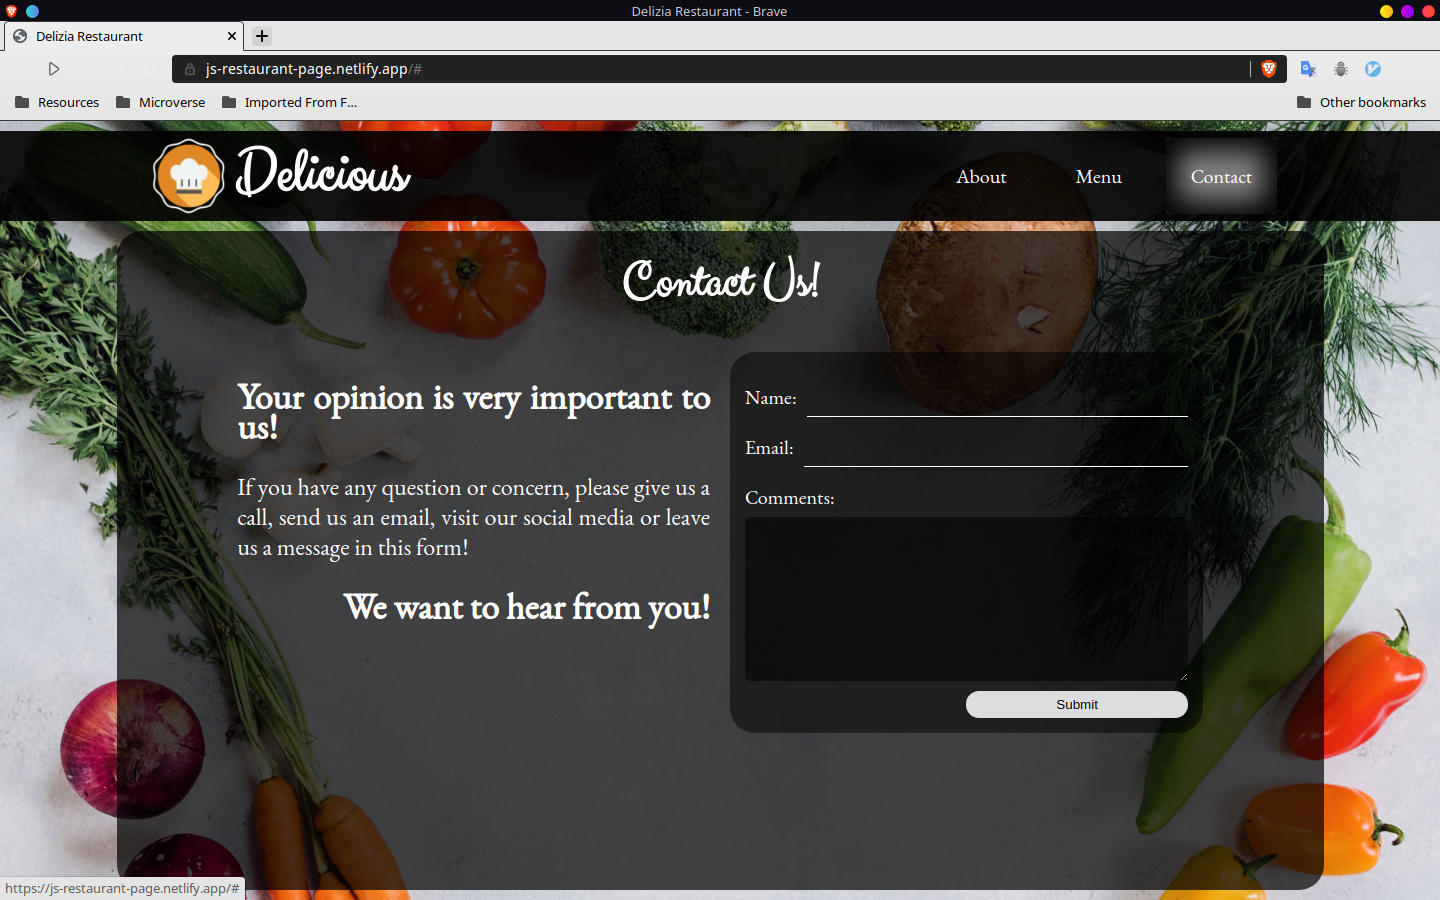 Delizia Restaurant - Brave
Delizia Restaurant
js-restaurant-page.netlify.app/#
Resources
Microverse
Imported From F...
Other bookmarks
Delicious
About
Menu
Contact
Contact Us!
Your opinion is very important to
us!
If you have any question or concern, please give us a
call, send us an email, visit our social media or leave
us a message in this form!
We want to hear from you!
Name:
Email:
Comments:
Submit
https://js-restaurant-page.netlify.app/#